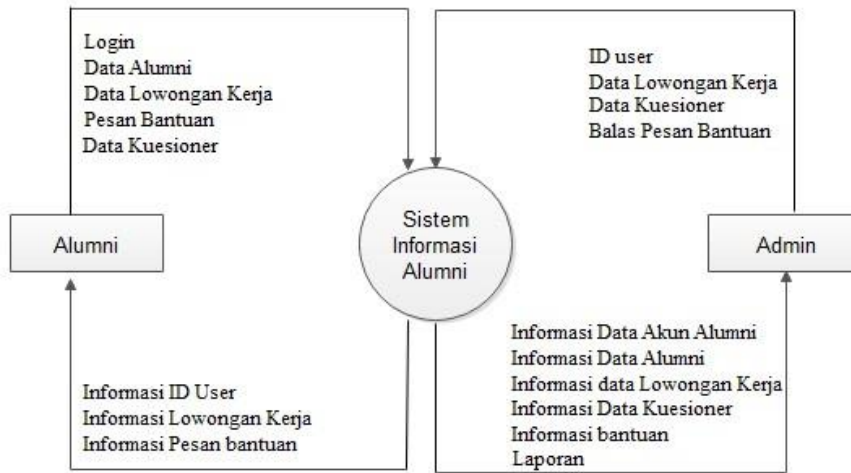 Login
Data Alumni
Data Lowongan Kerja
Pesan Bantuan
Data Kuesioner
ID user
Data Lowongan Kerja
Data Kuesioner
Balas Pesan Bantuan
Alumni
Sistem
Informasi
Alumni
Admin
Informasi ID User
Informasi Lowongan Kerja
Informasi Pesan bantuan
Informasi Data Akun Alumni
Informasi Data Alumni
Informasi data Lowongan Kerja
Informasi Data Kuesioner
Informasi bantuan
Laporan